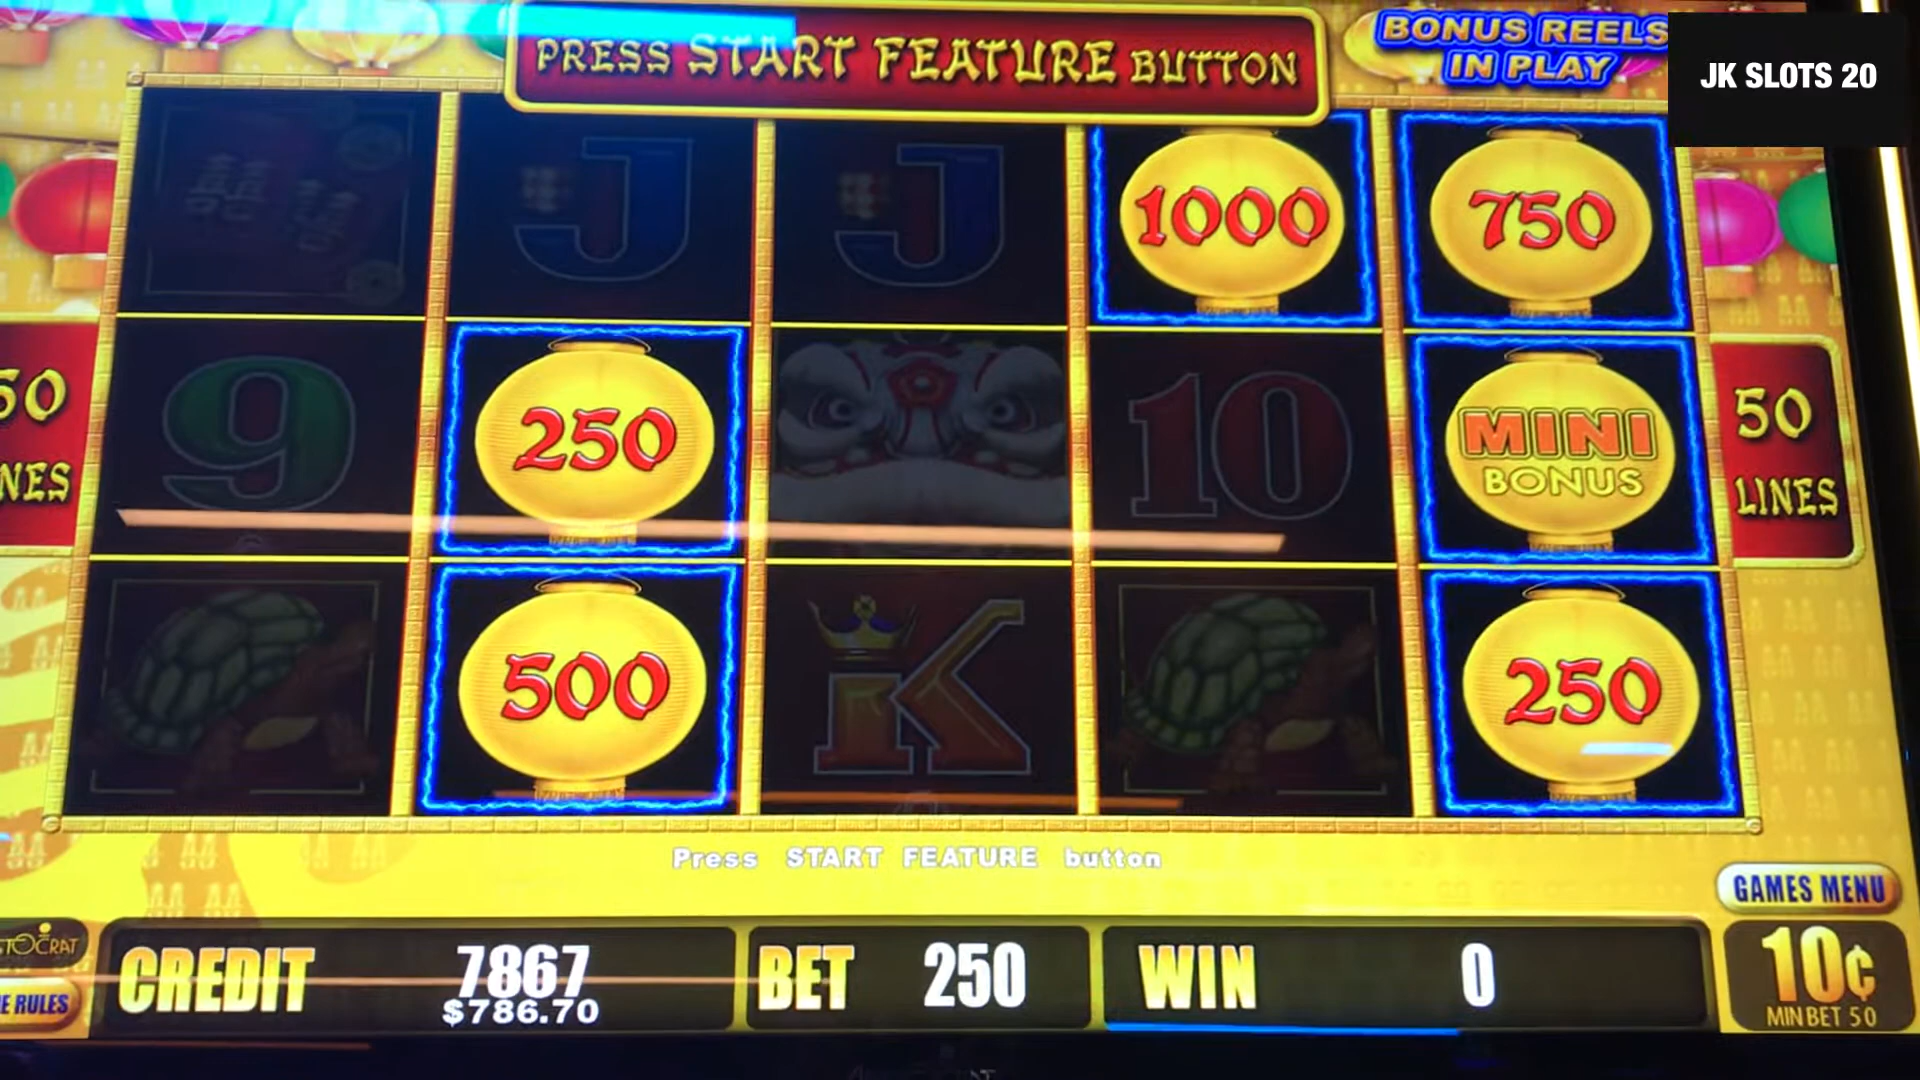 PRESS START FEATURE BUTTON
BONUS REELS
IN PLAY
JK SLOTS 20
J
J
1000
750
9
250
10
MINI
BONUS
50
LINES
50
LINES
500
K
250
Press START FEATURE button
GAMES MENU
CREDIT 7867
$786.70
BET 250
WIN 0
10¢
MIN BET 50